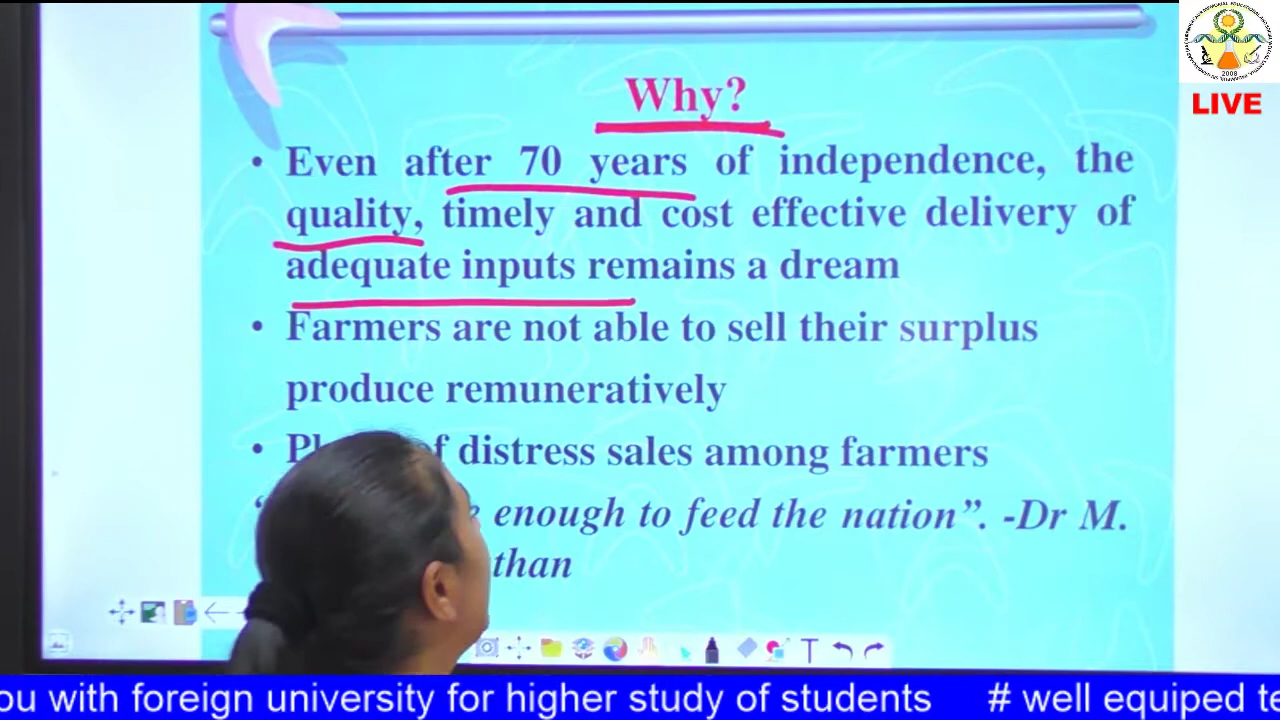 LIVE
2008
Why?
• Even after 70 years of independence, the
quality, timely and cost effective delivery of
adequate inputs remains a dream
• Farmers are not able to sell their surplus
produce remuneratively
• of distress sales among farmers
enough to feed the nation”. -Dr M.
than
ou with foreign university for higher study of students # well equiped te